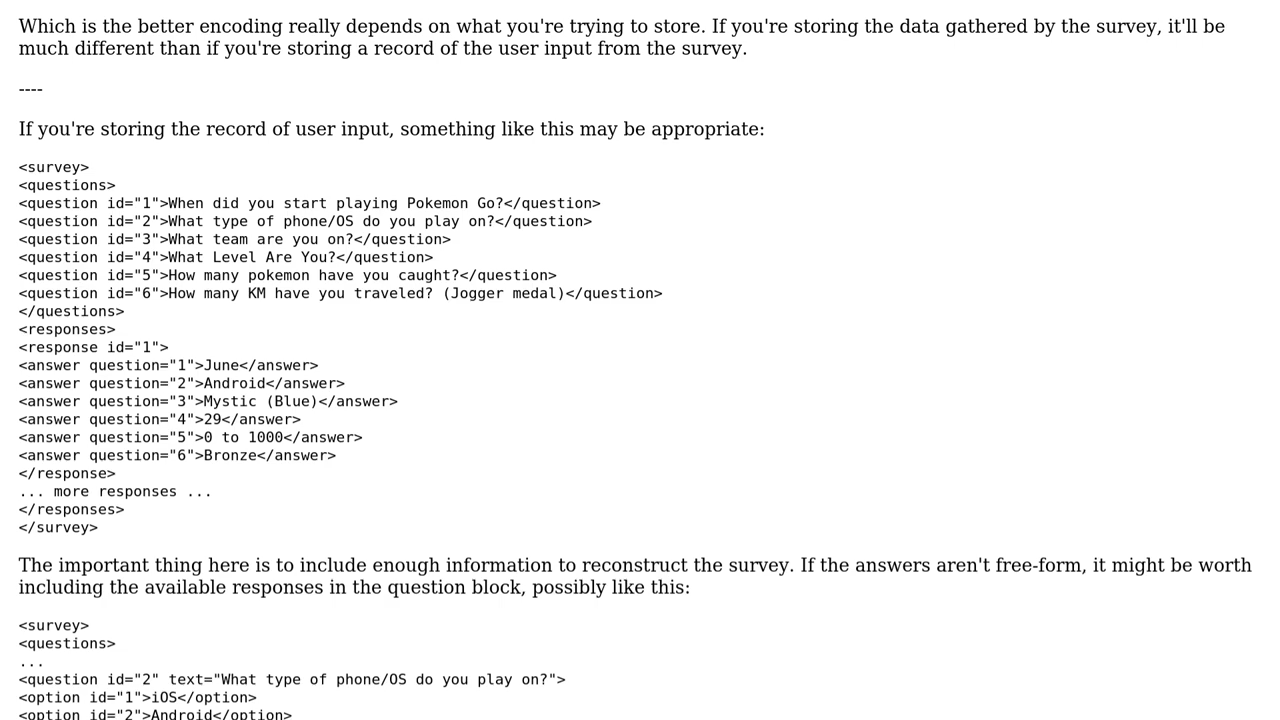 Which is the better encoding really depends on what you're trying to store. If you're storing the data gathered by the survey, it'll be
much different than if you're storing a record of the user input from the survey.
----
If you're storing the record of user input, something like this may be appropriate:
<survey>
<questions>
<question id="1">When did you start playing Pokemon Go?</question>
<question id="2">What type of phone/OS do you play on?</question>
<question id="3">What team are you on?</question>
<question id="4">What Level Are You?</question>
<question id="5">How many pokemon have you caught?</question>
<question id="6">How many KM have you traveled? (Jogger medal)</question>
</questions>
<responses>
<response id="1">
<answer question="1">June</answer>
<answer question="2">Android</answer>
<answer question="3">Mystic (Blue)</answer>
<answer question="4">29</answer>
<answer question="5">0 to 1000</answer>
<answer question="6">Bronze</answer>
</response>
... more responses ...
</responses>
</survey>
The important thing here is to include enough information to reconstruct the survey. If the answers aren't free-form, it might be worth
including the available responses in the question block, possibly like this:
<survey>
<questions>
...
<question id="2" text="What type of phone/OS do you play on?">
<option id="1">iOS</option>
<option id="2">Android</option>